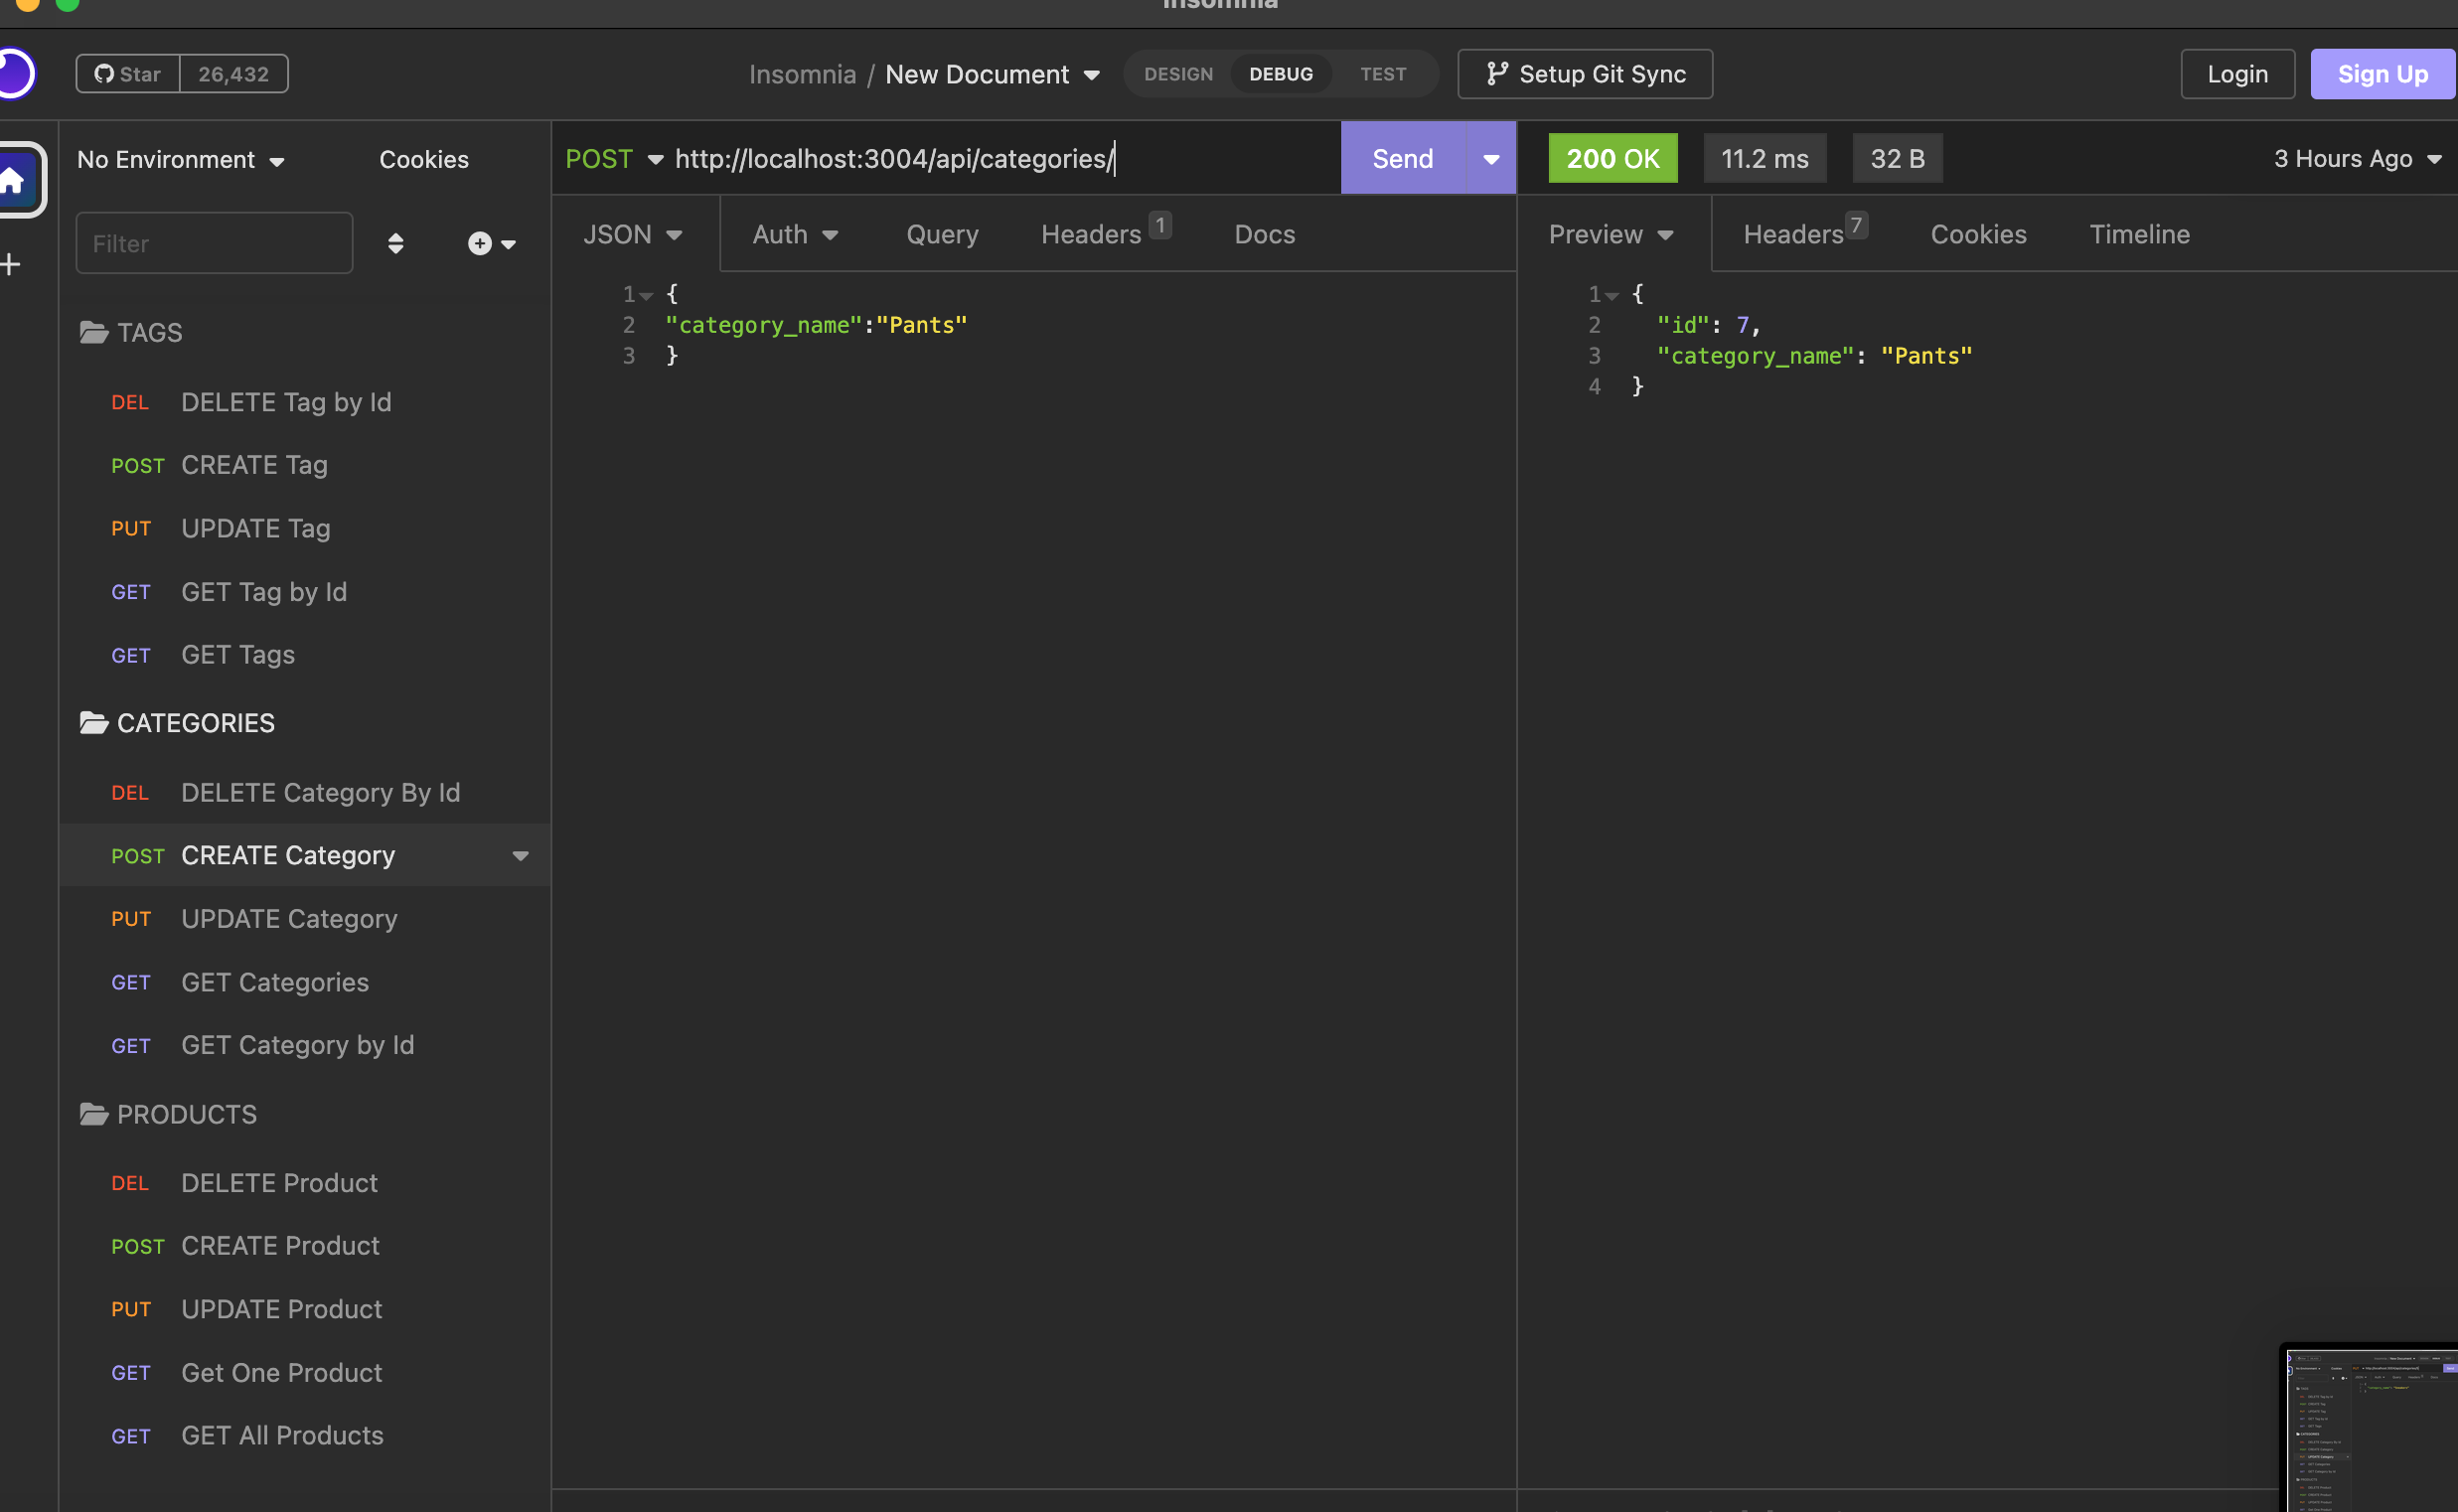 Insomnia
Star 26,432
Insomnia / New Document
DESIGN DEBUG TEST
Setup Git Sync
Login
Sign Up
No Environment
Cookies
Filter
TAGS
DEL DELETE Tag by Id
POST CREATE Tag
PUT UPDATE Tag
GET GET Tag by Id
GET GET Tags
CATEGORIES
DEL DELETE Category By Id
POST CREATE Category
PUT UPDATE Category
GET GET Categories
GET GET Category by Id
PRODUCTS
DEL DELETE Product
POST CREATE Product
PUT UPDATE Product
GET Get One Product
GET GET All Products
POST http://localhost:3004/api/categories/
Send
JSON Auth Query Headers 1 Docs
1 {
2 "category_name":"Pants"
3 }
200 OK 11.2 ms 32 B 3 Hours Ago
Preview Headers 7 Cookies Timeline
1 {
2 "id": 7,
3 "category_name": "Pants"
4 }